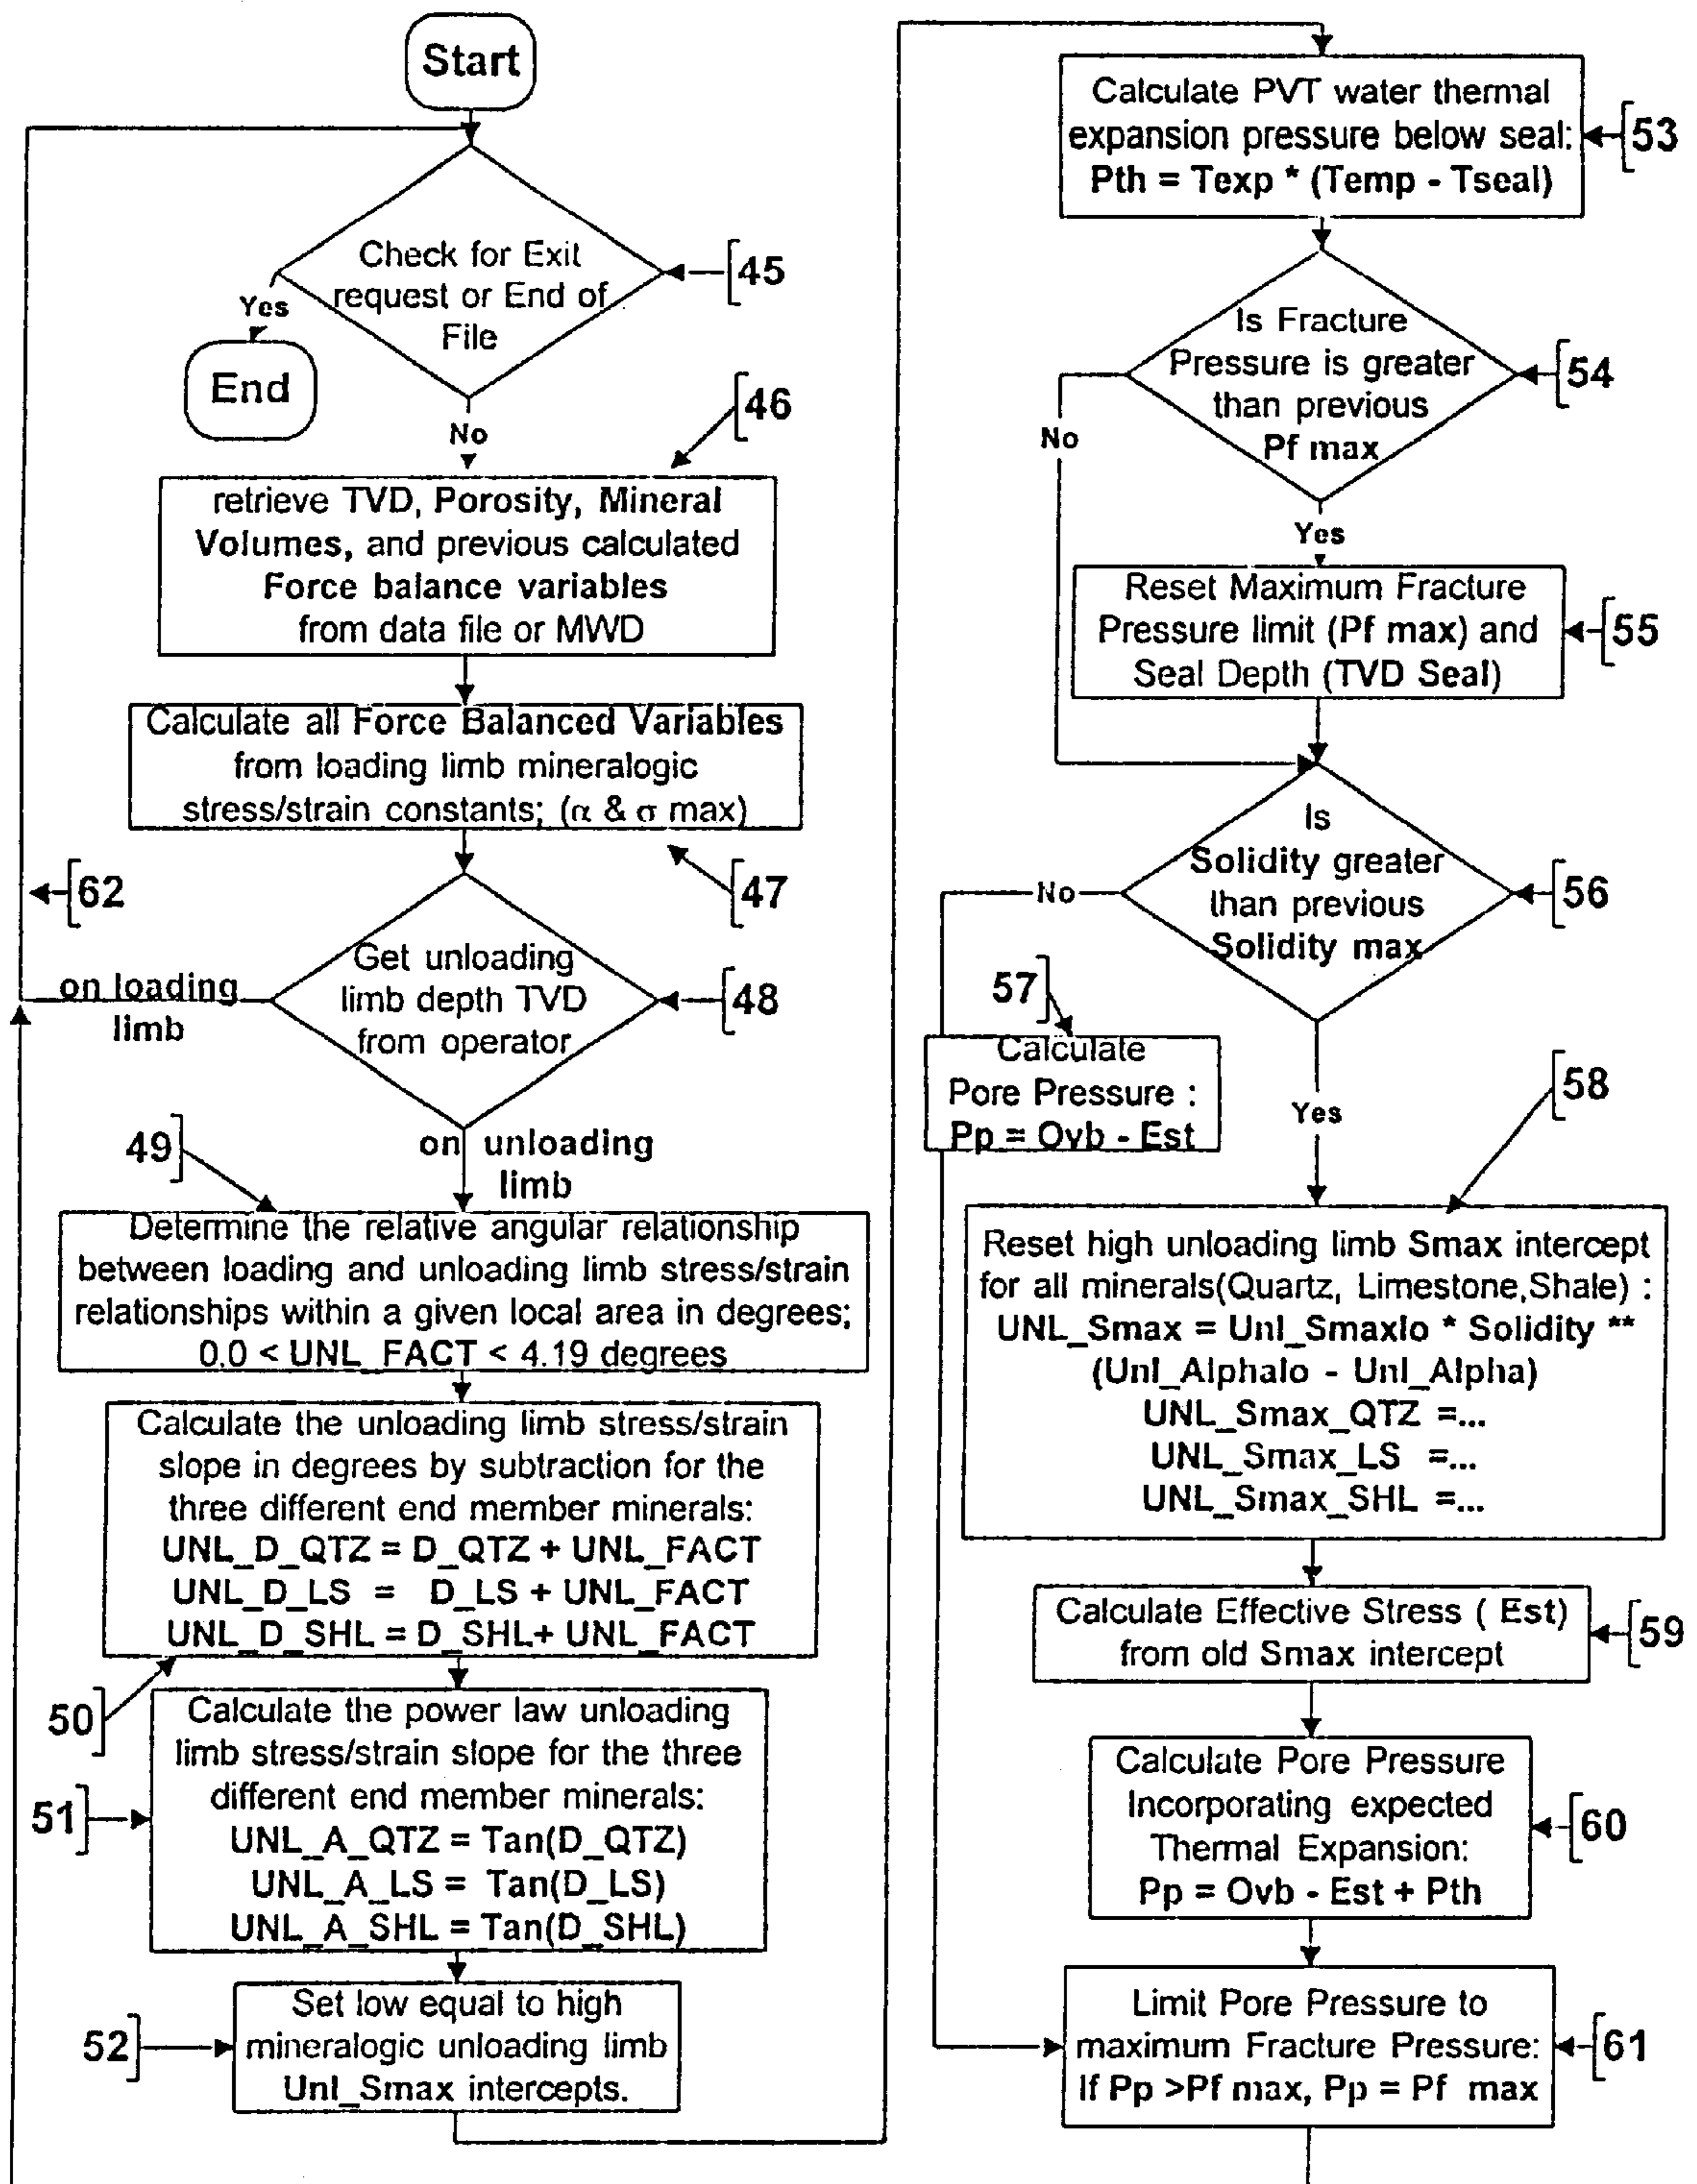 Start
Check for Exit
request or End of
File
45
Yes
End
No
46
retrieve TVD, Porosity, Mineral
Volumes, and previous calculated
Force balance variables
from data file or MWD
Calculate all Force Balanced Variables
from loading limb mineralogic
stress/strain constants; (α & σ max)
47
62
Get unloading
limb depth TVD
from operator
48
on loading
limb
on unloading
limb
49
Determine the relative angular relationship
between loading and unloading limb stress/strain
relationships within a given local area in degrees;
0.0 < UNL_FACT < 4.19 degrees
Calculate the unloading limb stress/strain
slope in degrees by subtraction for the
three different end member minerals:
UNL_D_QTZ = D_QTZ + UNL_FACT
UNL_D_LS = D_LS + UNL_FACT
UNL_D_SHL = D_SHL+ UNL_FACT
50
Calculate the power law unloading
limb stress/strain slope for the three
different end member minerals:
UNL_A_QTZ = Tan(D_QTZ)
UNL_A_LS = Tan(D_LS)
UNL_A_SHL = Tan(D_SHL)
51
Set low equal to high
mineralogic unloading limb
Unl_Smax intercepts.
52
Calculate PVT water thermal
expansion pressure below seal:
Pth = Texp * (Temp - Tseal)
53
Is Fracture
Pressure is greater
than previous
Pf max
54
No
Yes
Reset Maximum Fracture
Pressure limit (Pf max) and
Seal Depth (TVD Seal)
55
Is
Solidity greater
than previous
Solidity max
56
No
57
Calculate
Pore Pressure :
Pp = Ovb - Est
Yes
58
Reset high unloading limb Smax intercept
for all minerals(Quartz, Limestone,Shale) :
UNL_Smax = Unl_Smaxlo * Solidity **
(Unl_Alphalo - Unl_Alpha)
UNL_Smax_QTZ =...
UNL_Smax_LS =...
UNL_Smax_SHL =...
Calculate Effective Stress ( Est)
from old Smax intercept
59
Calculate Pore Pressure
Incorporating expected
Thermal Expansion:
Pp = Ovb - Est + Pth
60
Limit Pore Pressure to
maximum Fracture Pressure:
If Pp >Pf max, Pp = Pf max
61